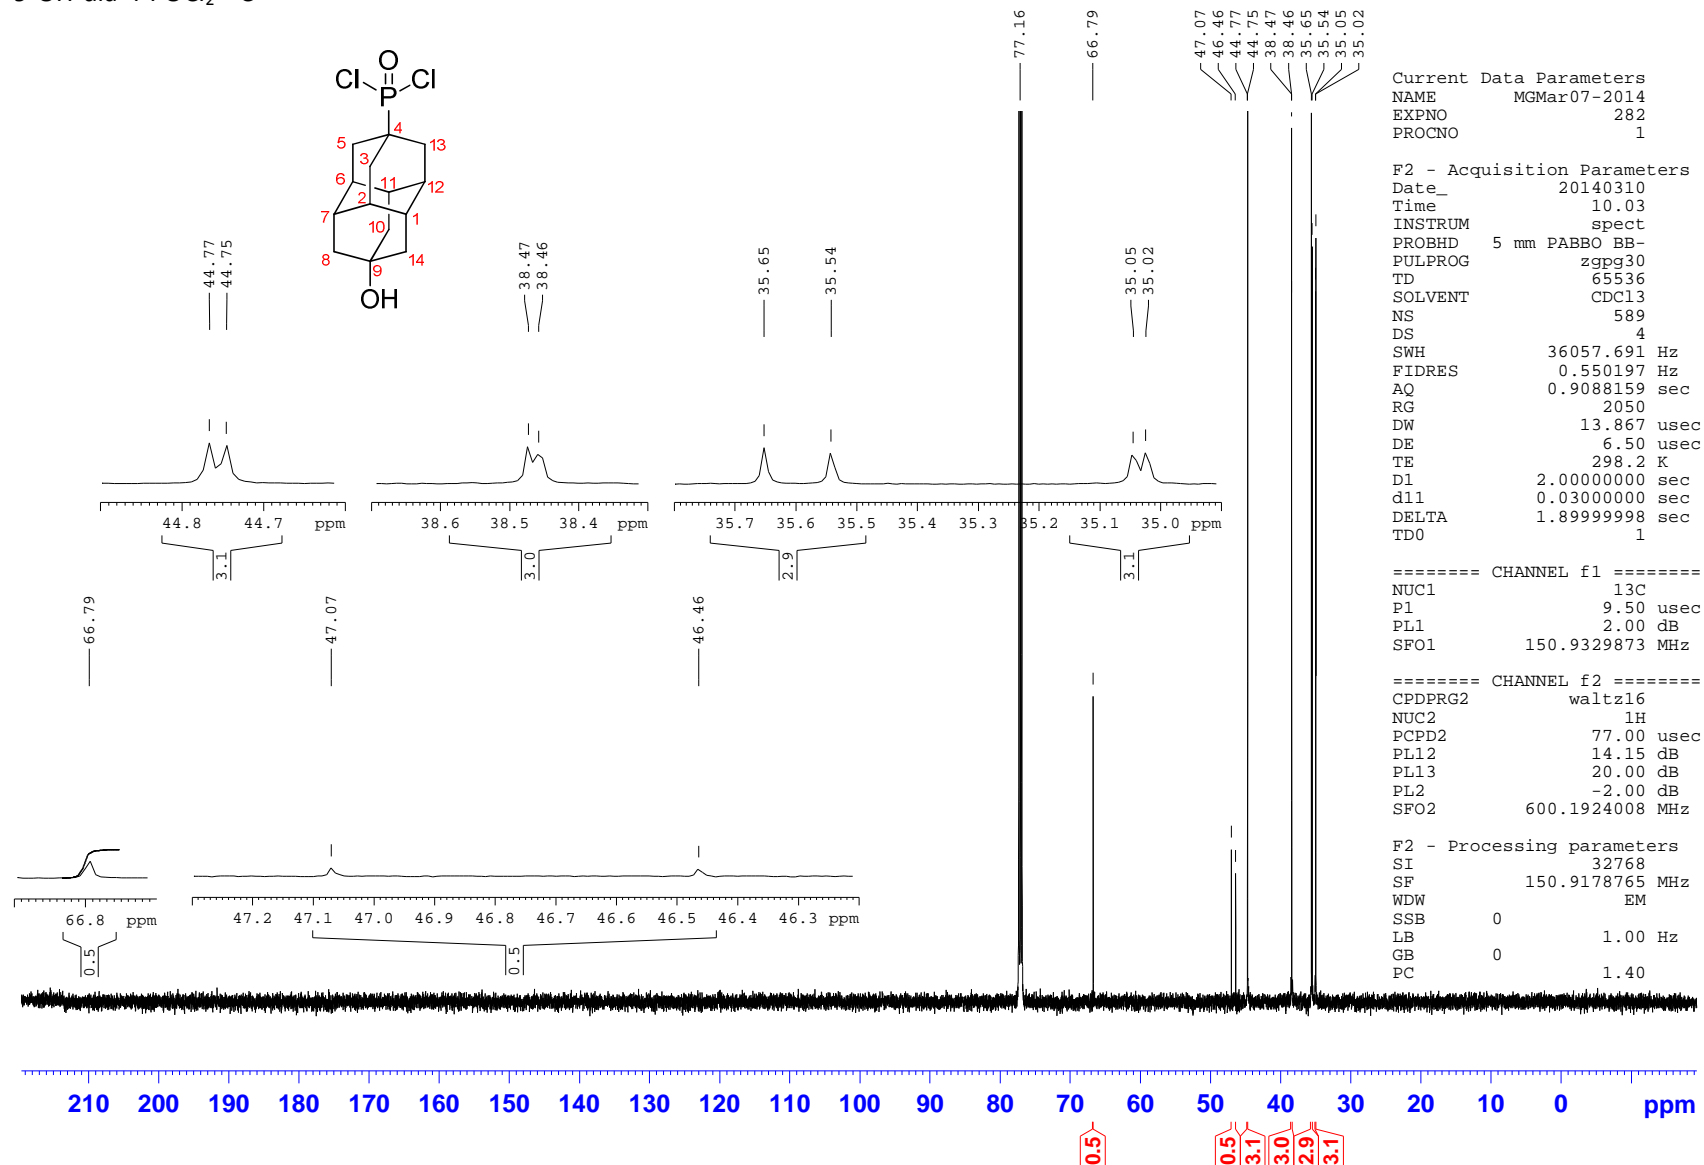 77.16
66.79
47.07
46.46
44.77
44.75
38.47
38.46
35.65
35.54
35.05
35.02
O
Cl Cl
P
4
5 13
3
6 11 12
2
7 1
10
8 9 14
OH
44.77
44.75
38.47
38.46
35.65
35.54
35.05
35.02
44.8 44.7 ppm
38.6 38.5 38.4 ppm
35.7 35.6 35.5 35.4 35.3 35.2 35.1 35.0 ppm
3.1 3.0 2.9 3.1
66.79
47.07
46.46
66.8 ppm
47.2 47.1 47.0 46.9 46.8 46.7 46.6 46.5 46.4 46.3 ppm
0.5 0.5
Current Data Parameters
NAME MGMar07-2014
EXPNO 282
PROCNO 1
F2 - Acquisition Parameters
Date_ 20140310
Time 10.03
INSTRUM spect
PROBHD 5 mm PABBO BB-
PULPROG zgpg30
TD 65536
SOLVENT CDCl3
NS 589
DS 4
SWH 36057.691 Hz
FIDRES 0.550197 Hz
AQ 0.9088159 sec
RG 2050
DW 13.867 usec
DE 6.50 usec
TE 298.2 K
D1 2.00000000 sec
d11 0.03000000 sec
DELTA 1.89999998 sec
TD0 1
======== CHANNEL f1 ========
NUC1 13C
P1 9.50 usec
PL1 2.00 dB
SFO1 150.9329873 MHz
======== CHANNEL f2 ========
CPDPRG2 waltz16
NUC2 1H
PCPD2 77.00 usec
PL12 14.15 dB
PL13 20.00 dB
PL2 -2.00 dB
SFO2 600.1924008 MHz
F2 - Processing parameters
SI 32768
SF 150.9178765 MHz
WDW EM
SSB 0
LB 1.00 Hz
GB 0
PC 1.40
210 200 190 180 170 160 150 140 130 120 110 100 90 80 70 60 50 40 30 20 10 0 ppm
0.5 0.5 3.1 3.0 2.9 3.1